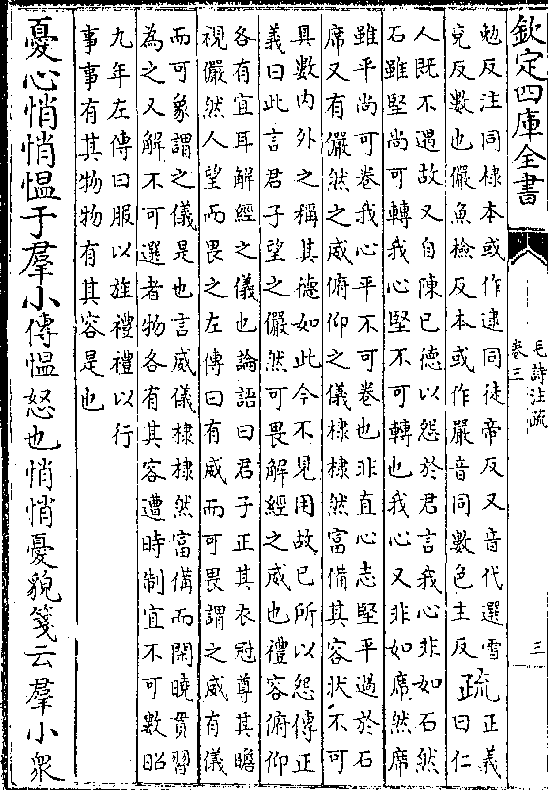 欽定四庫全書
毛詩注疏
卷三
三
勉反注同棣本或作逮同徒帝反又音代選雪
兖反數也儼魚檢反本或作嚴音同數色主反
疏
正義
曰仁
人既不遇故又自陳已德以怨於君言我心非如石然
石雖堅尚可轉我心堅不可轉也我心又非如席然席
雖平尚可卷我心平不可卷也非直心志堅平過於石
席又有儼然之威俯仰之儀棣棣然富備其容狀不可
具數内外之稱其德如此今不見用故已所以怨傳正
義曰此言君子望之儼然可畏解經之威也禮容俯仰
各有宜耳解經之儀也論語曰君子正其衣冠尊其瞻
視儼然人望而畏之左傳曰有威而可畏謂之威有儀
而可象謂之儀是也言威儀棣棣然富備而閑曉貫習
為之又解不可選者物各有其容遭時制宜不可數昭
九年左傳曰服以旌禮禮以行
事事有其物物有其容是也
憂心悄悄愠于羣小傳愠怒也悄悄憂貌箋云羣小衆